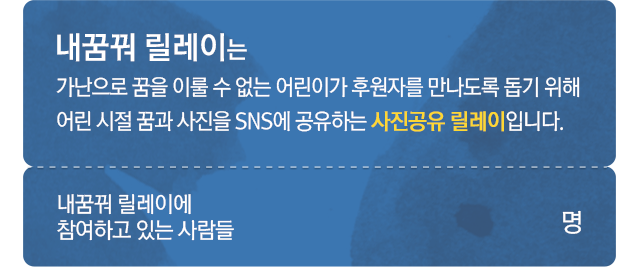 내꿈꿔 릴레이는
가난으로 꿈을 이룰 수 없는 어린이가 후원자를 만나도록 돕기 위해
어린 시절 꿈과 사진을 SNS에 공유하는 사진공유 릴레이입니다.
내꿈꿔 릴레이에
참여하고 있는 사람들
명